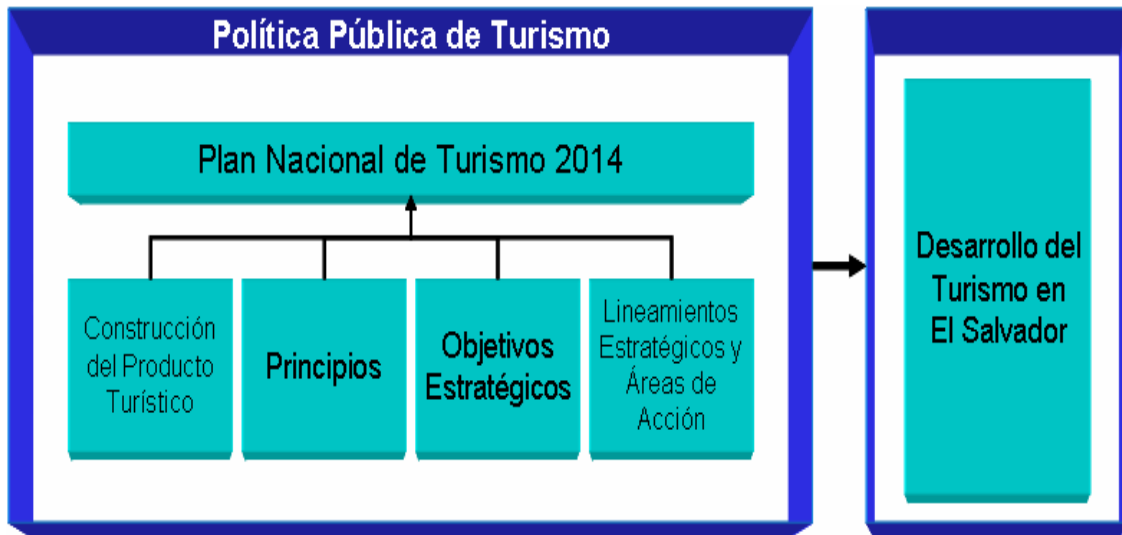 Política Pública de Turismo
Plan Nacional de Turismo 2014
Construcción
del Producto
Turístico
Principios
Objetivos
Estratégicos
Lineamientos
Estratégicos y
Áreas de
Acción
Desarrollo del
Turismo en
El Salvador